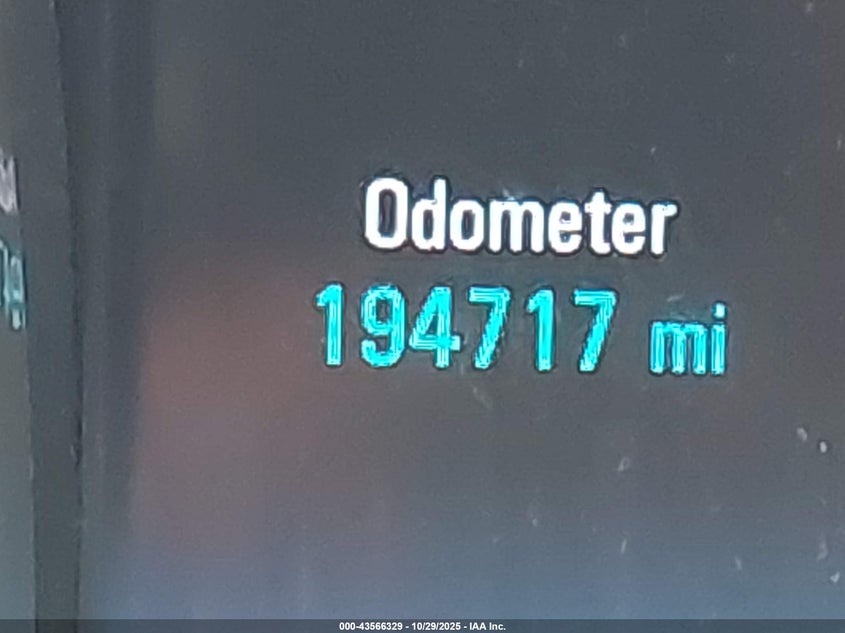 Odometer
194717 mi
000-43566329 - 10/29/2025 - IAA Inc.